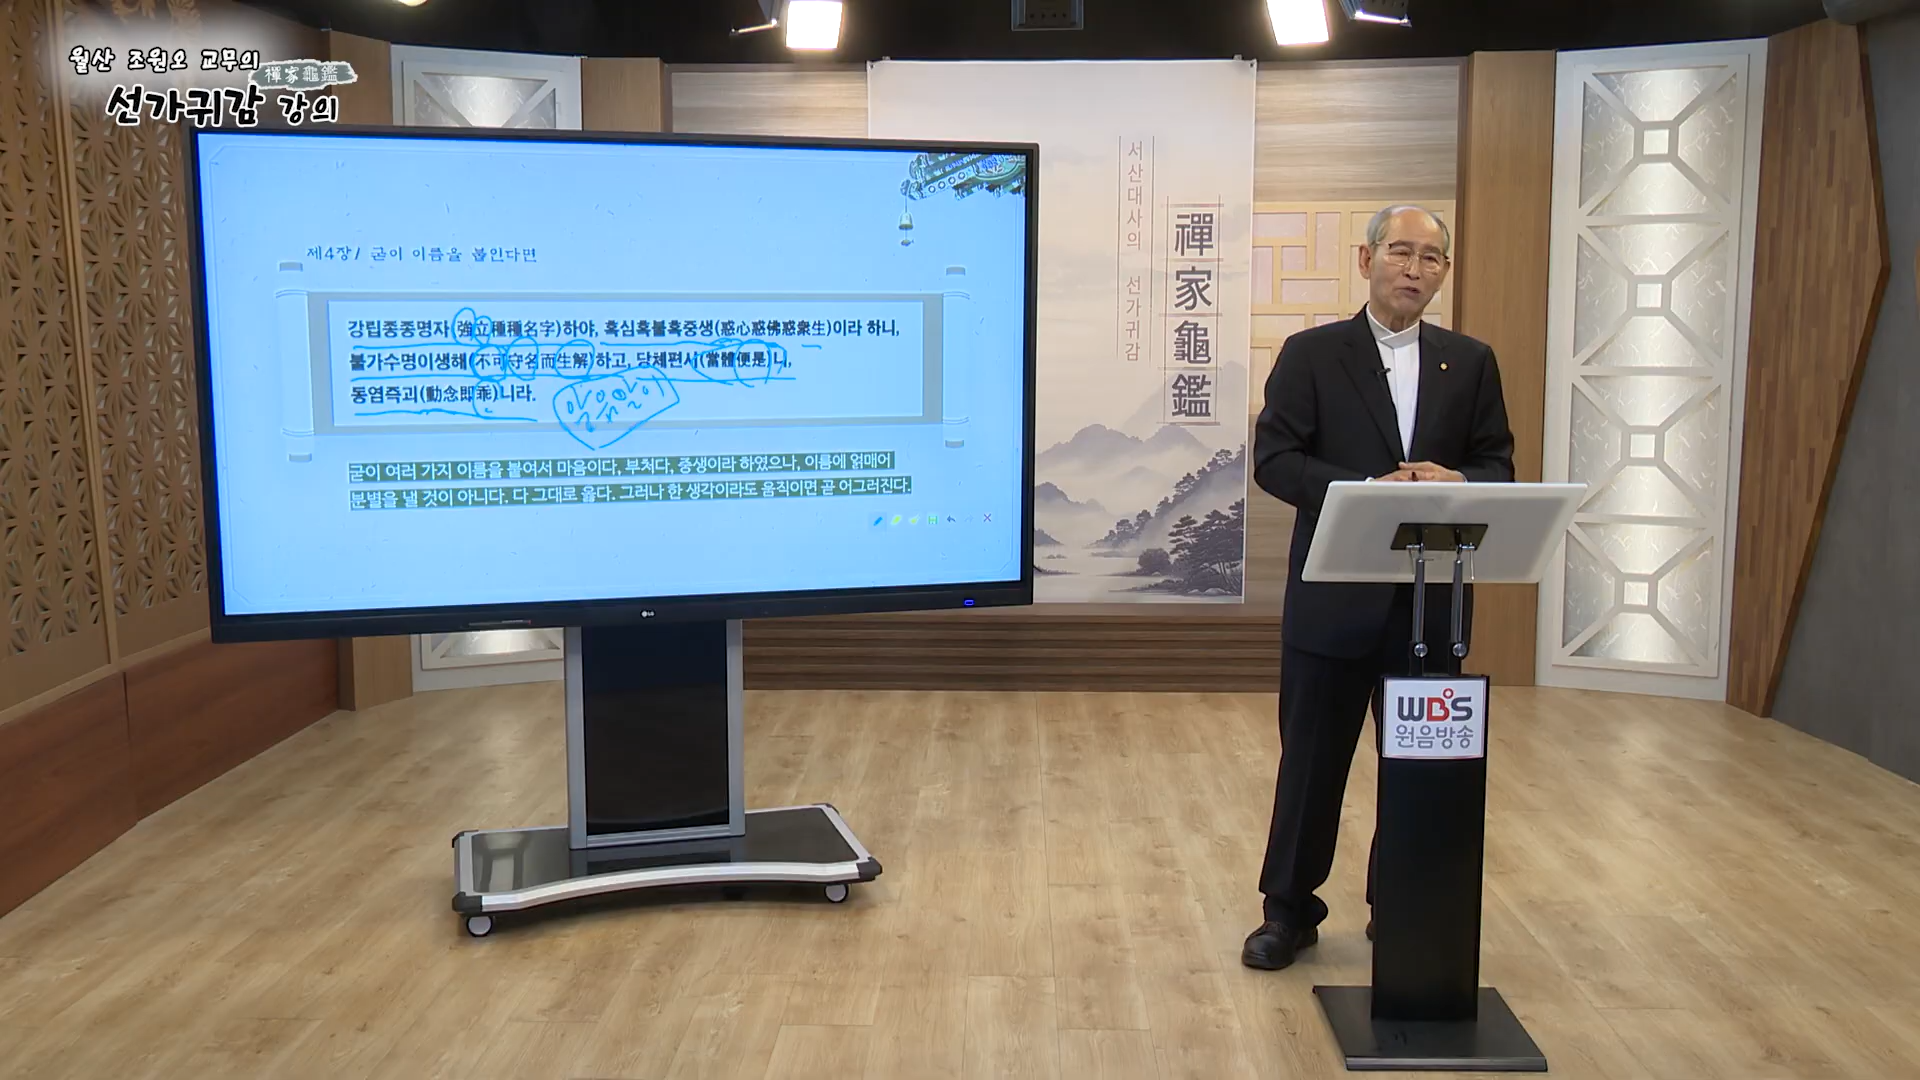 월산 조원오 교무의
禪家龜鑑
선가귀감 강의
제4장/ 굳이 이름을 붙인다면
강립종종명자(強立種種名字)하야, 혹심혹불혹중생(惑心惑佛惑衆生)이라 하니,
불가수명이생해(不可守名而生解)하고, 당체편시(當體便是)니,
동념즉괴(動念即乖)니라.
알음알이
굳이 여러 가지 이름을 붙여서 마음이다, 부처다, 중생이라 하였으나, 이름에 얽매어
분별을 낼 것이 아니다. 다 그대로 옳다. 그러나 한 생각이라도 움직이면 곧 어그러진다.
LG
서산대사의 선가귀감
禪家龜鑑
WBS
원음방송